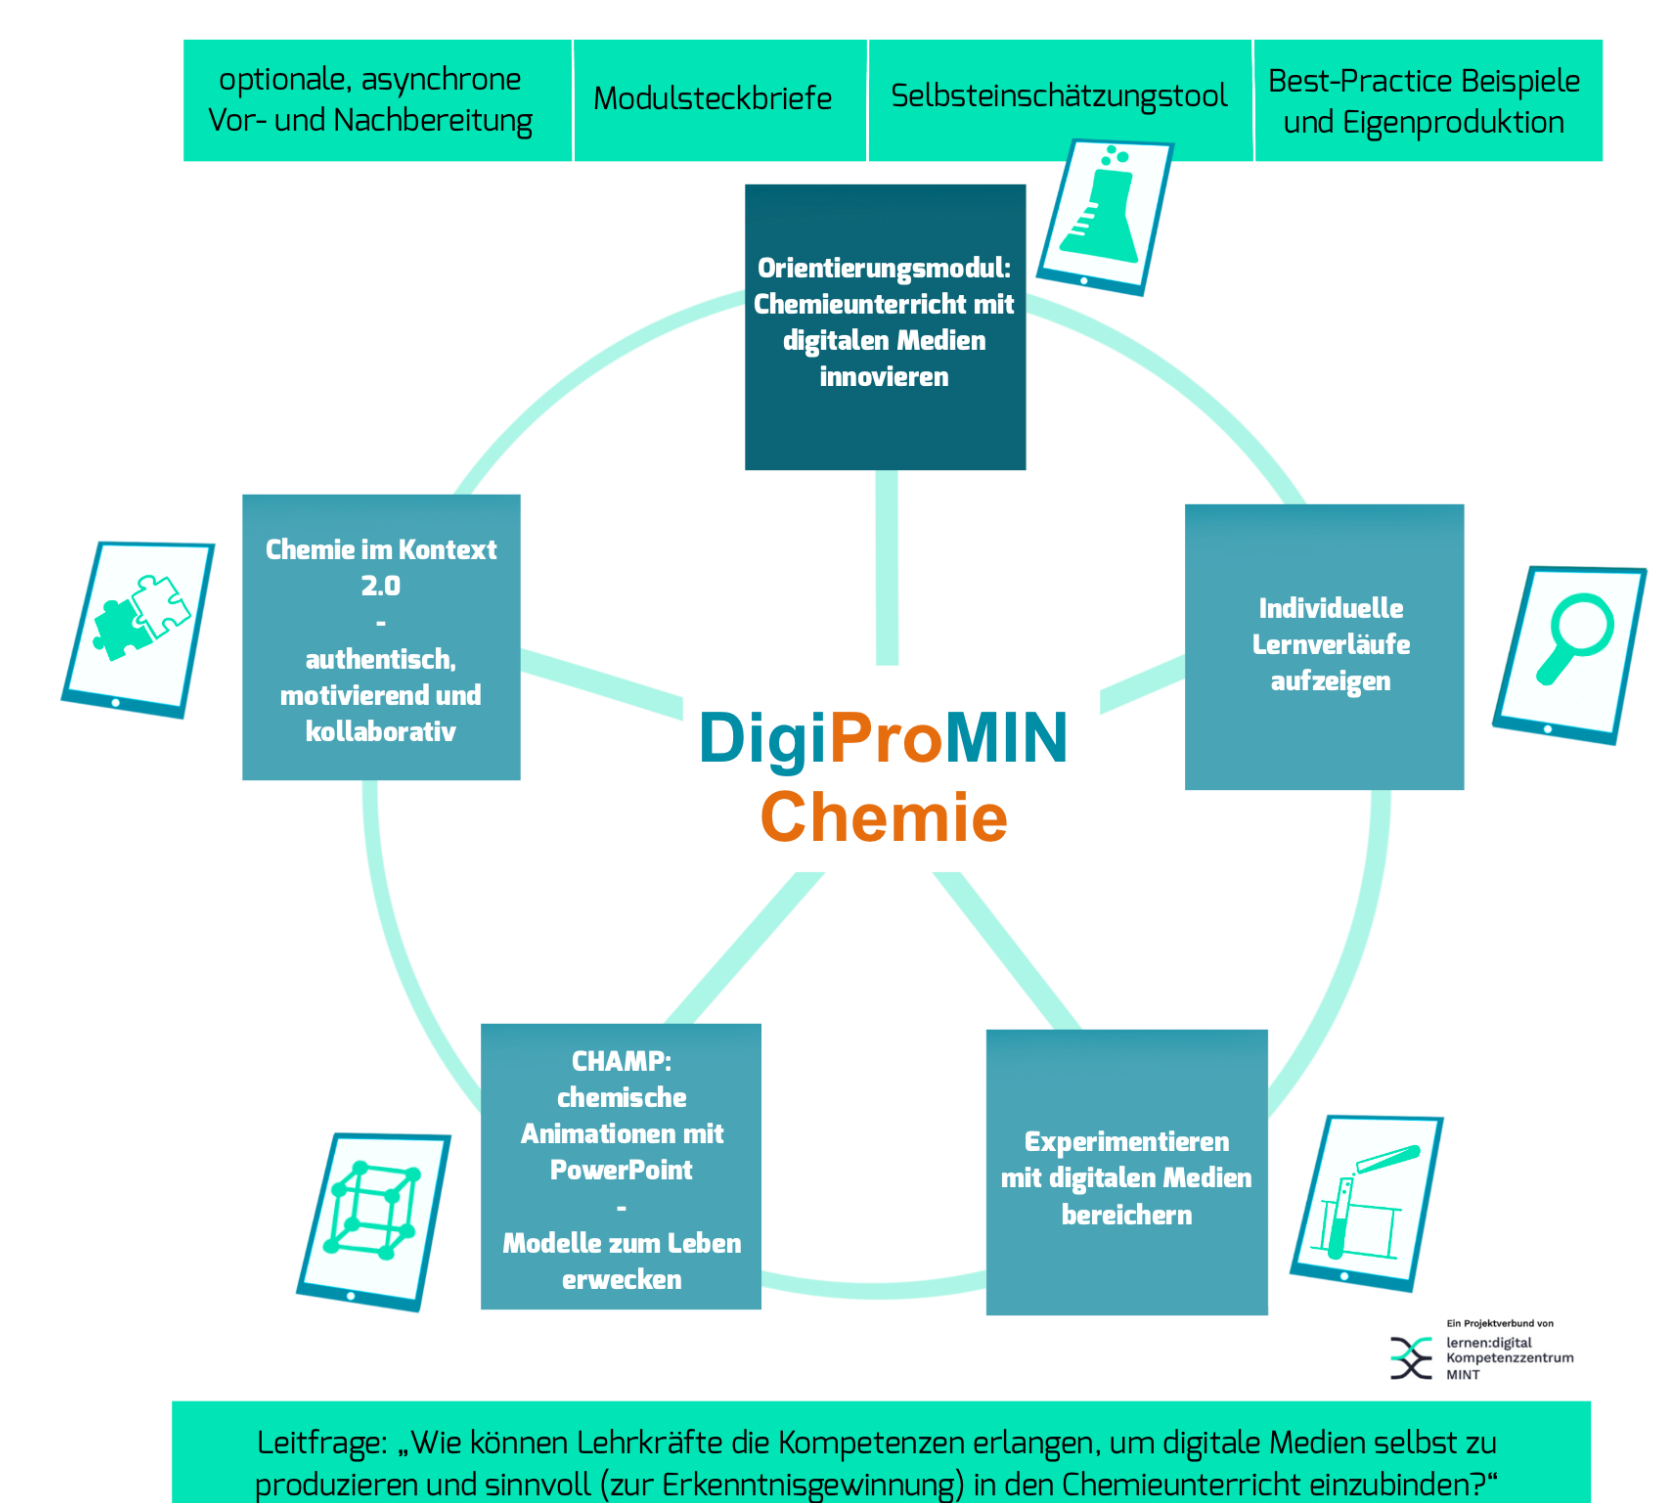 optionale, asynchrone
Vor- und Nachbereitung
Modulsteckbriefe
Selbsteinschätzungstool
Best-Practice Beispiele
und Eigenproduktion
Orientierungsmodul:
Chemieunterricht mit
digitalen Medien
innovieren
Chemie im Kontext
2.0
-
authentisch,
motivierend und
kollaborativ
Individuelle
Lernverläufe
aufzeigen
DigiProMIN
Chemie
CHAMP:
chemische
Animationen mit
PowerPoint
-
Modelle zum Leben
erwecken
Experimentieren
mit digitalen Medien
bereichern
Ein Projektverbund von
lernen:digital
Kompetenzzentrum
MINT
Leitfrage: „Wie können Lehrkräfte die Kompetenzen erlangen, um digitale Medien selbst zu
produzieren und sinnvoll (zur Erkenntnisgewinnung) in den Chemieunterricht einzubinden?“